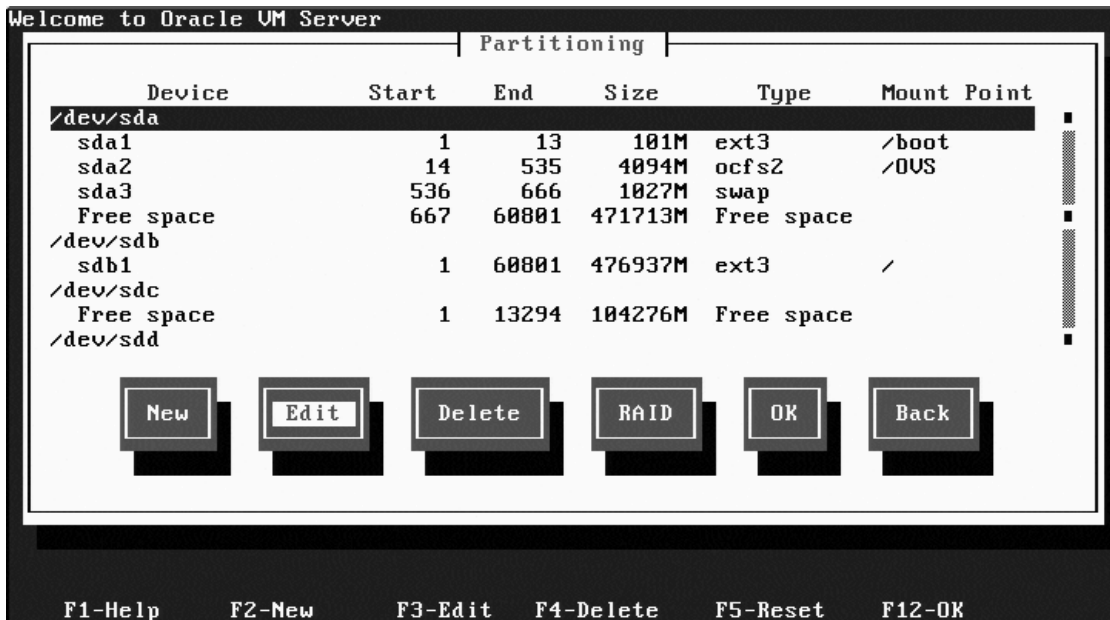 Welcome to Oracle VM Server
Partitioning
Device Start End Size Type Mount Point
/dev/sda
sda1 1 13 101M ext3 /boot
sda2 14 535 4094M ocfs2 /OVS
sda3 536 666 1027M swap
Free space 667 60801 471713M Free space
/dev/sdb
sdb1 1 60801 476937M ext3 /
/dev/sdc
Free space 1 13294 104276M Free space
/dev/sdd
New Edit Delete RAID OK Back
F1-Help F2-New F3-Edit F4-Delete F5-Reset F12-OK